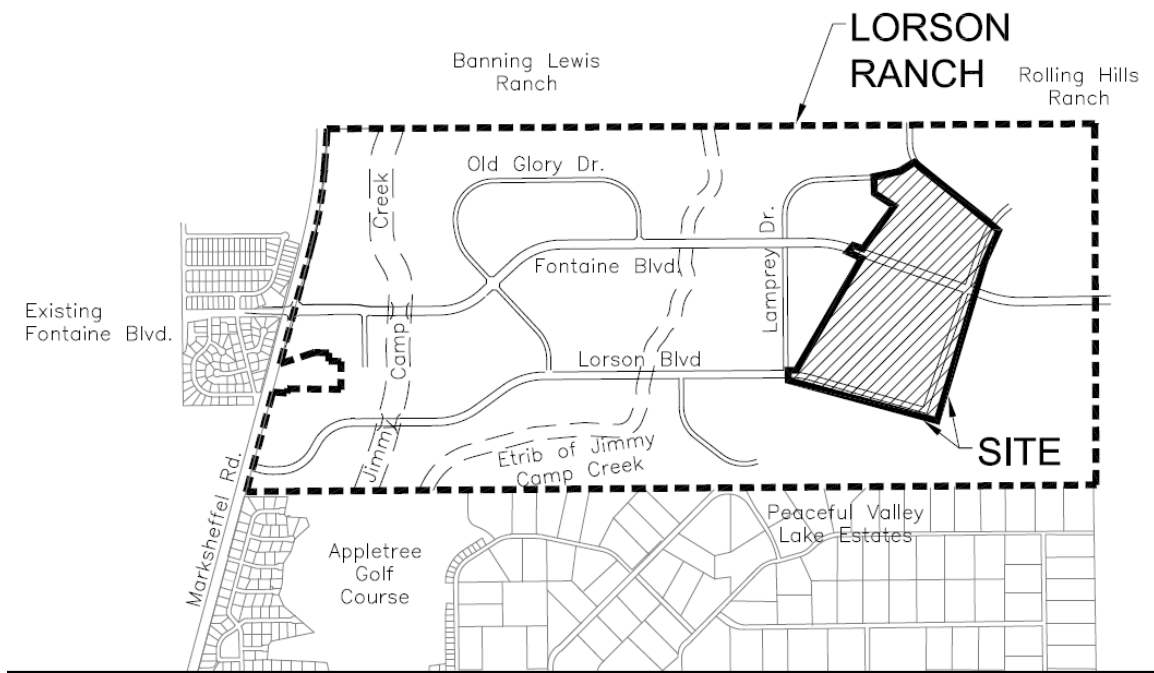 LORSON
RANCH
Banning Lewis
Ranch
Rolling Hills
Ranch
Old Glory Dr.
Creek
Lamprey Dr.
Fontaine Blvd.
Existing
Fontaine Blvd.
Camp
Lorson Blvd
Jimmy
SITE
Etrib of Jimmy
Camp Creek
Marksheffel Rd.
Peaceful Valley
Lake Estates
Appletree
Golf
Course